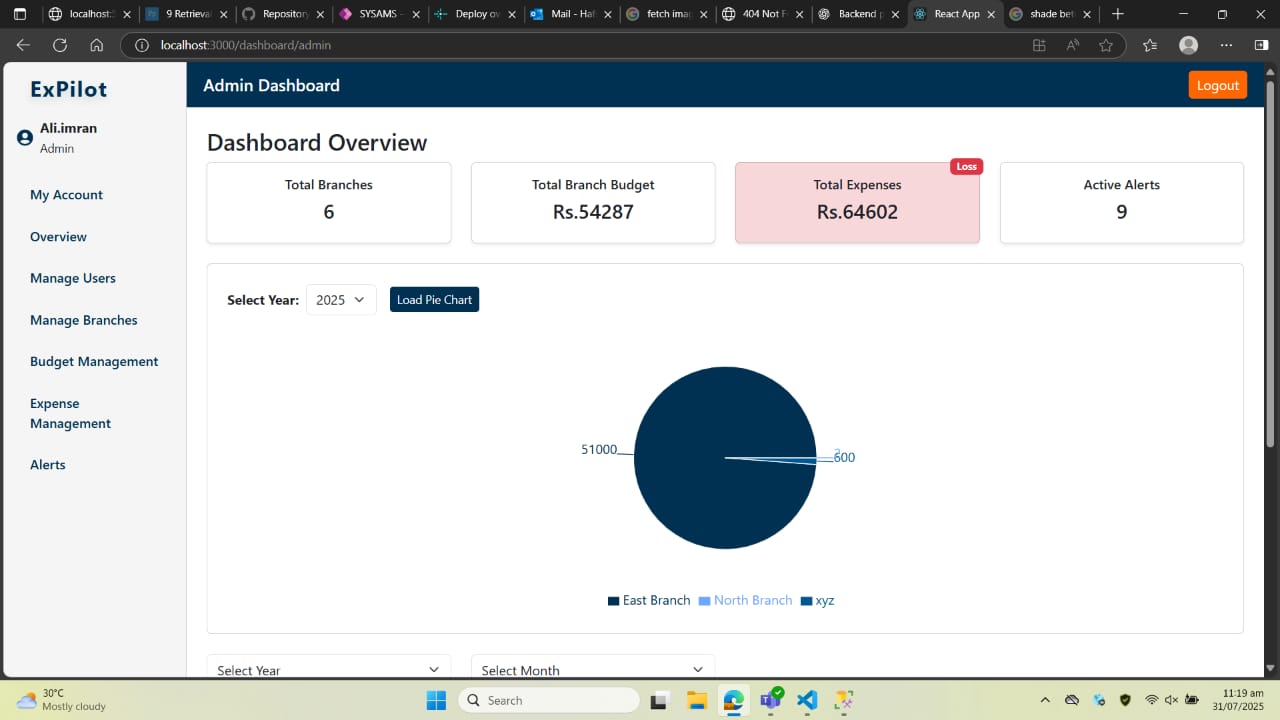 localhost:5
9 Retrieval
Repository
SYSAMS -
Deploy ov
Mail - Haf
fetch imag
404 Not F
Backend p
React App
shade bet
localhost:3000/dashboard/admin
ExPilot
Admin Dashboard
Logout
Ali.imran
Admin
My Account
Overview
Manage Users
Manage Branches
Budget Management
Expense
Management
Alerts
Dashboard Overview
Total Branches
6
Total Branch Budget
Rs.54287
Loss
Total Expenses
Rs.64602
Active Alerts
9
Select Year:
2025
Load Pie Chart
51000
600
East Branch
North Branch
xyz
Select Year
Select Month
30°C
Mostly cloudy
Search
11:19 am
31/07/2025